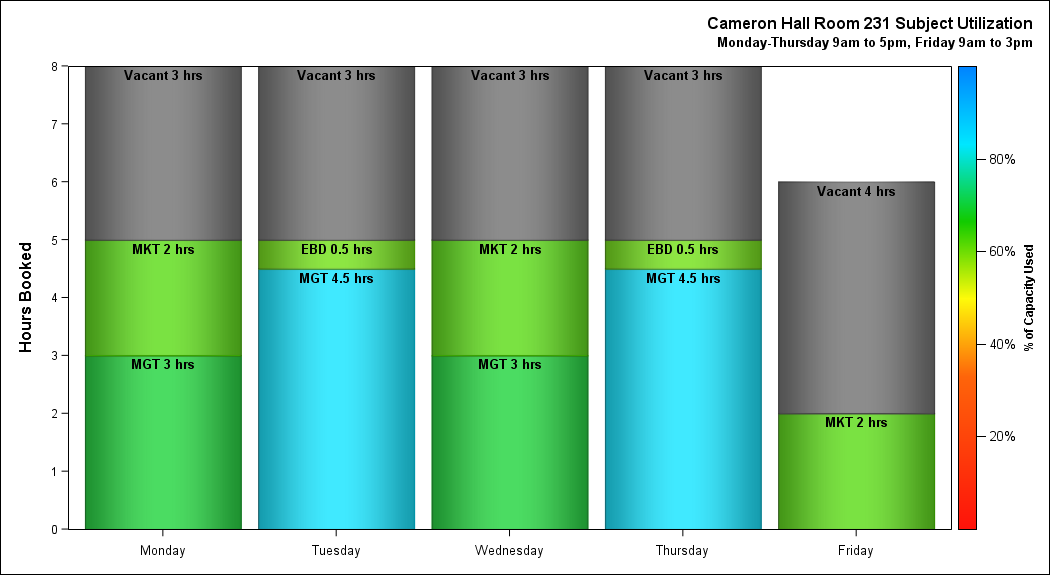 Cameron Hall Room 231 Subject Utilization
Monday-Thursday 9am to 5pm, Friday 9am to 3pm
Hours Booked
8
7
6
5
4
3
2
1
0
Vacant 3 hrs
MKT 2 hrs
MGT 3 hrs
Vacant 3 hrs
EBD 0.5 hrs
MGT 4.5 hrs
Vacant 3 hrs
MKT 2 hrs
MGT 3 hrs
Vacant 3 hrs
EBD 0.5 hrs
MGT 4.5 hrs
Vacant 4 hrs
MKT 2 hrs
Monday
Tuesday
Wednesday
Thursday
Friday
80%
60%
40%
20%
% of Capacity Used